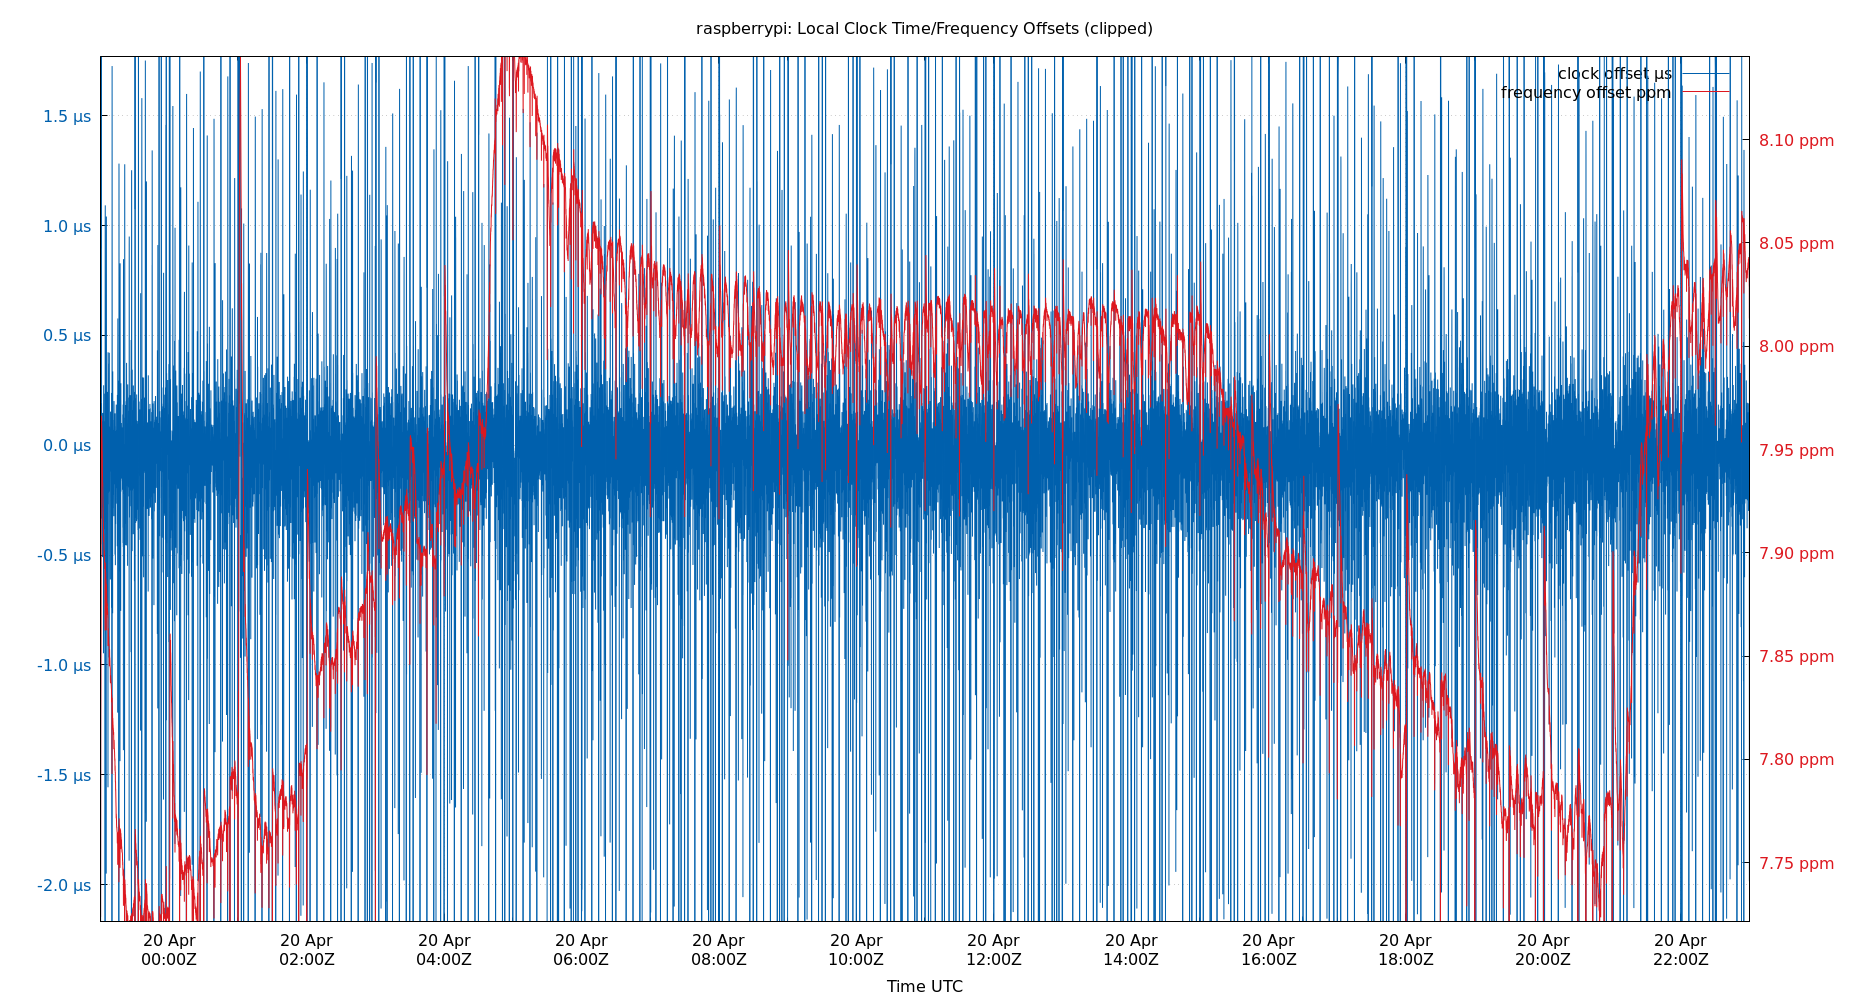 raspberrypi: Local Clock Time/Frequency Offsets (clipped)
clock offset µs
frequency offset ppm
1.5 µs
1.0 µs
0.5 µs
0.0 µs
-0.5 µs
-1.0 µs
-1.5 µs
-2.0 µs
8.10 ppm
8.05 ppm
8.00 ppm
7.95 ppm
7.90 ppm
7.85 ppm
7.80 ppm
7.75 ppm
20 Apr 20 Apr 20 Apr 20 Apr 20 Apr 20 Apr 20 Apr 20 Apr 20 Apr 20 Apr 20 Apr 20 Apr
00:00Z 02:00Z 04:00Z 06:00Z 08:00Z 10:00Z 12:00Z 14:00Z 16:00Z 18:00Z 20:00Z 22:00Z
Time UTC